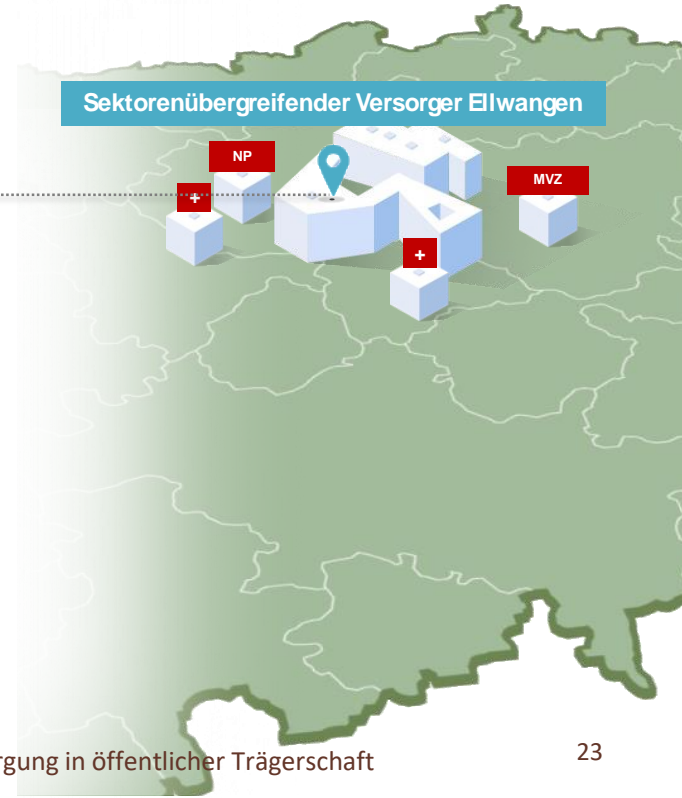 Sektorenübergreifender Versorger Ellwangen
NP
MVZ
+
+
rgung in öffentlicher Trägerschaft
23